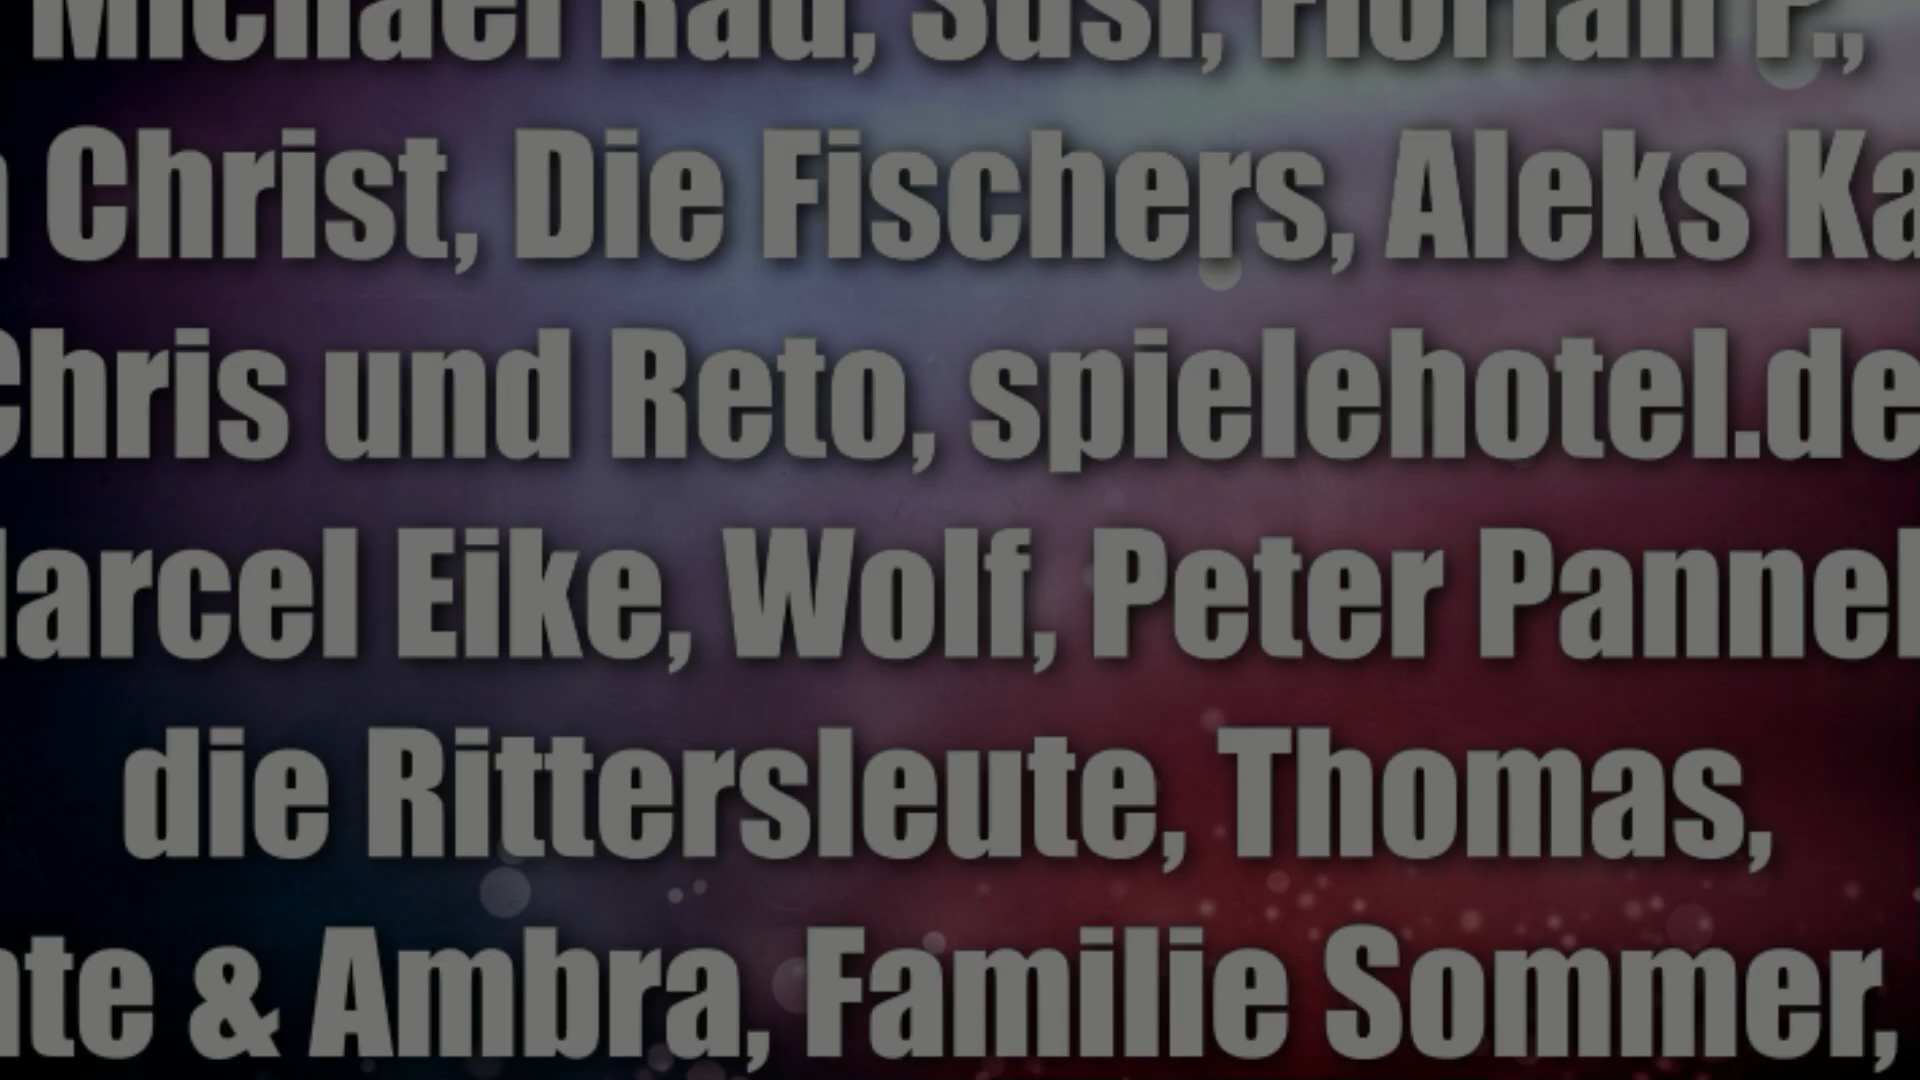 Michael Rau, Susi, Florian P.,
Christ, Die Fischers, Aleks Ka
Chris und Reto, spielehotel.de
Marcel Eike, Wolf, Peter Pannel
die Rittersleute, Thomas,
& Ambra, Familie Sommer,